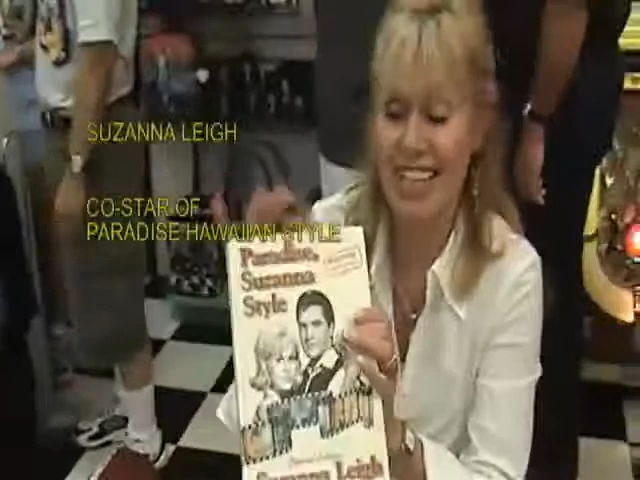 SUZANNA LEIGH
CO-STAR OF
PARADISE HAWAIIAN STYLE
Paradise,
Suzanna
Style
Suzanna Leigh